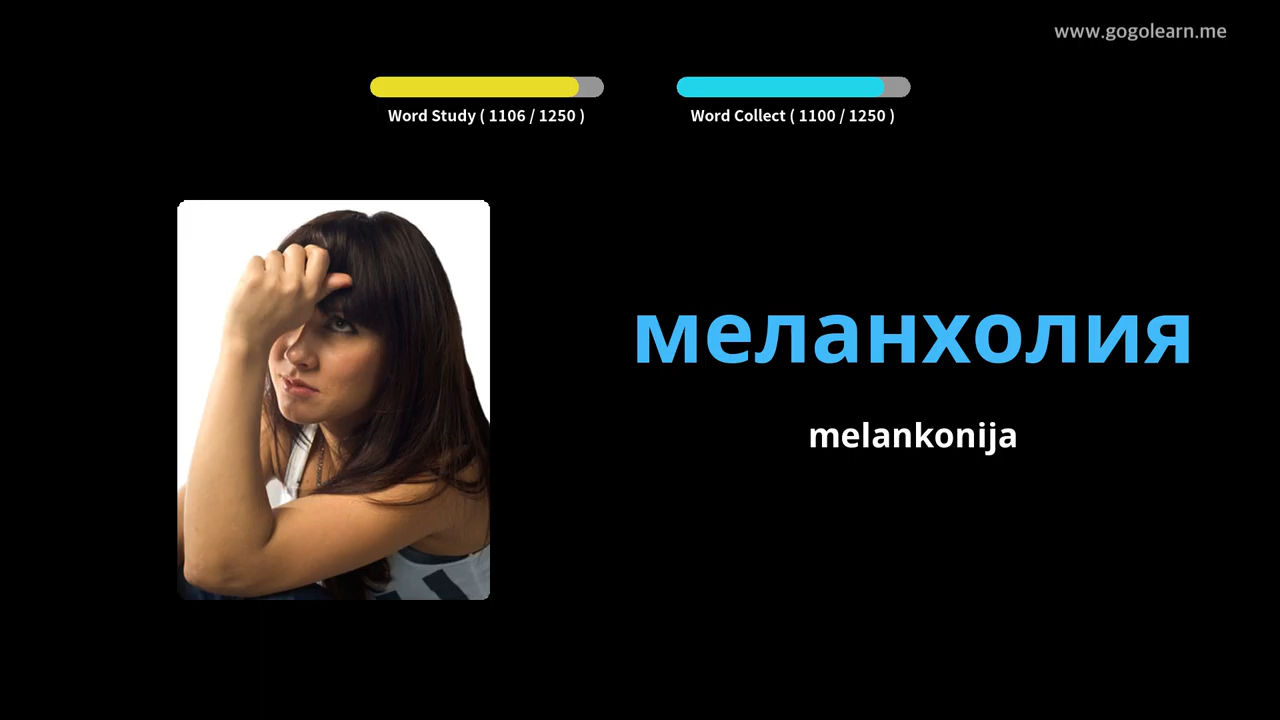 www.gogolearn.me
Word Study ( 1106 / 1250 )
Word Collect ( 1100 / 1250 )
меланхолия
melankonija